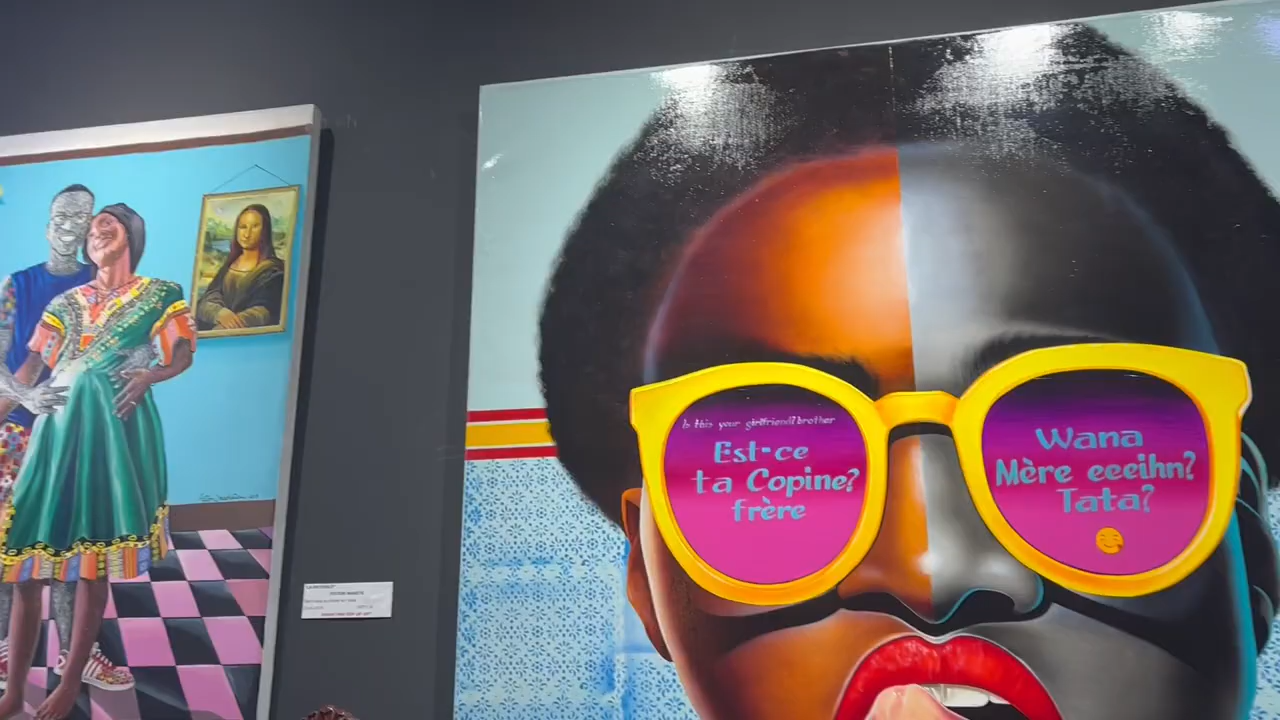 Is this your girlfriend? brother
Est-ce
ta Copine?
frère
Wana
Mère eeeihn?
Tata?